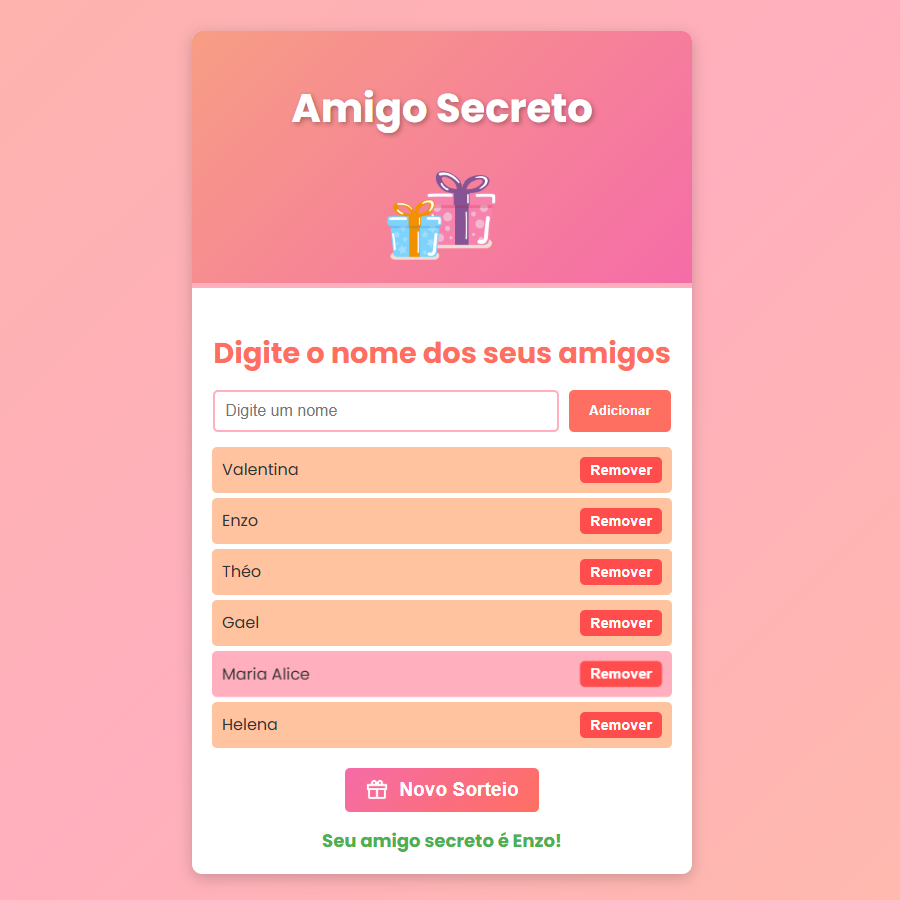 Amigo Secreto
Digite o nome dos seus amigos
Digite um nome Adicionar
Valentina Remover
Enzo Remover
Théo Remover
Gael Remover
Maria Alice Remover
Helena Remover
Novo Sorteio
Seu amigo secreto é Enzo!